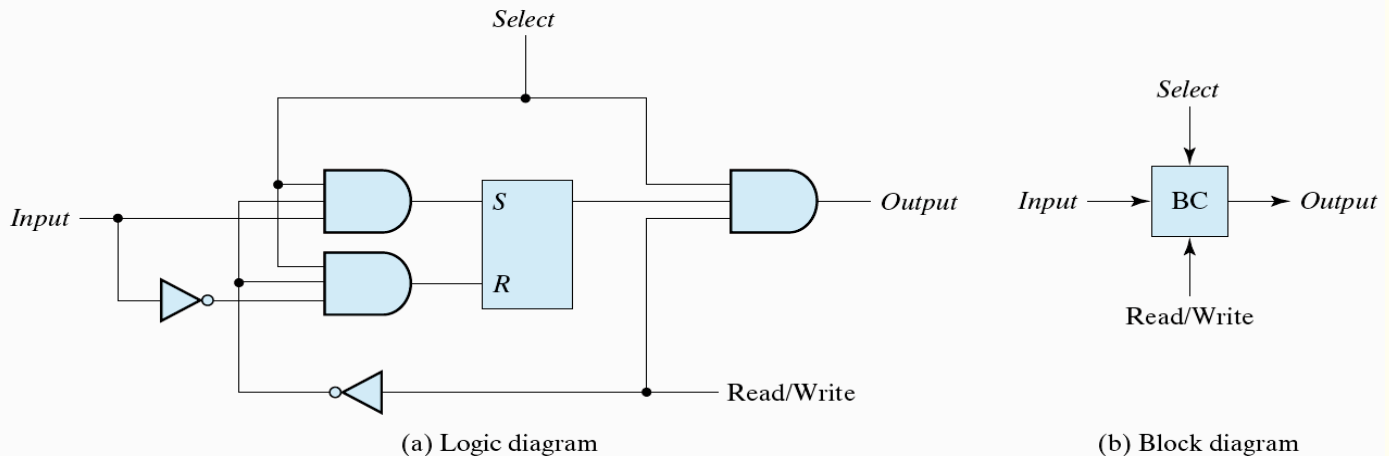 Select
Input
S
R
Output
Read/Write
(a) Logic diagram
Select
Input
BC
Output
Read/Write
(b) Block diagram